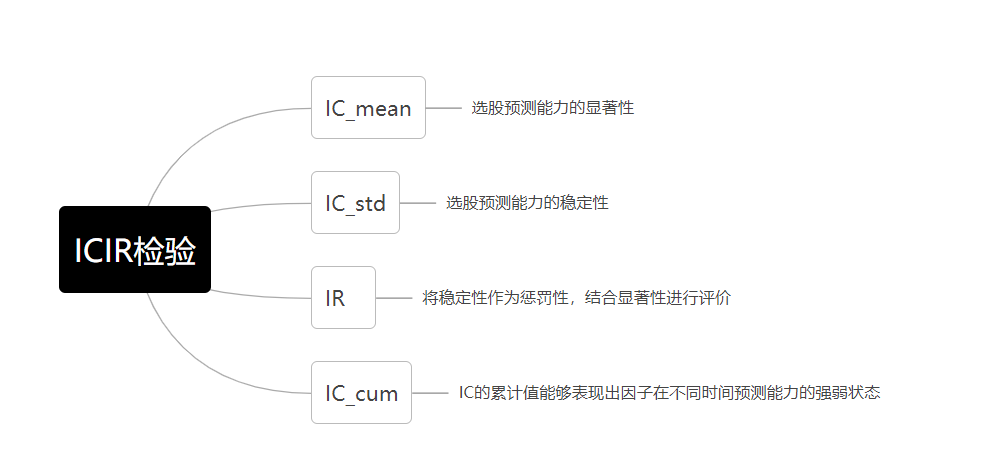 ICIR检验
IC_mean
选股预测能力的显著性
IC_std
选股预测能力的稳定性
IR
将稳定性作为惩罚性，结合显著性进行评价
IC_cum
IC的累计值能够表现出因子在不同时间预测能力的强弱状态